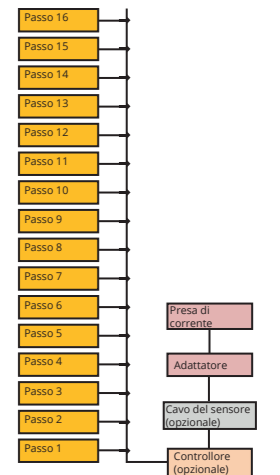 Passo 16
Passo 15
Passo 14
Passo 13
Passo 12
Passo 11
Passo 10
Passo 9
Passo 8
Passo 7
Passo 6
Passo 5
Passo 4
Passo 3
Passo 2
Passo 1
Presa di
corrente
Adattatore
Cavo del sensore
(opzionale)
Controllore
(opzionale)